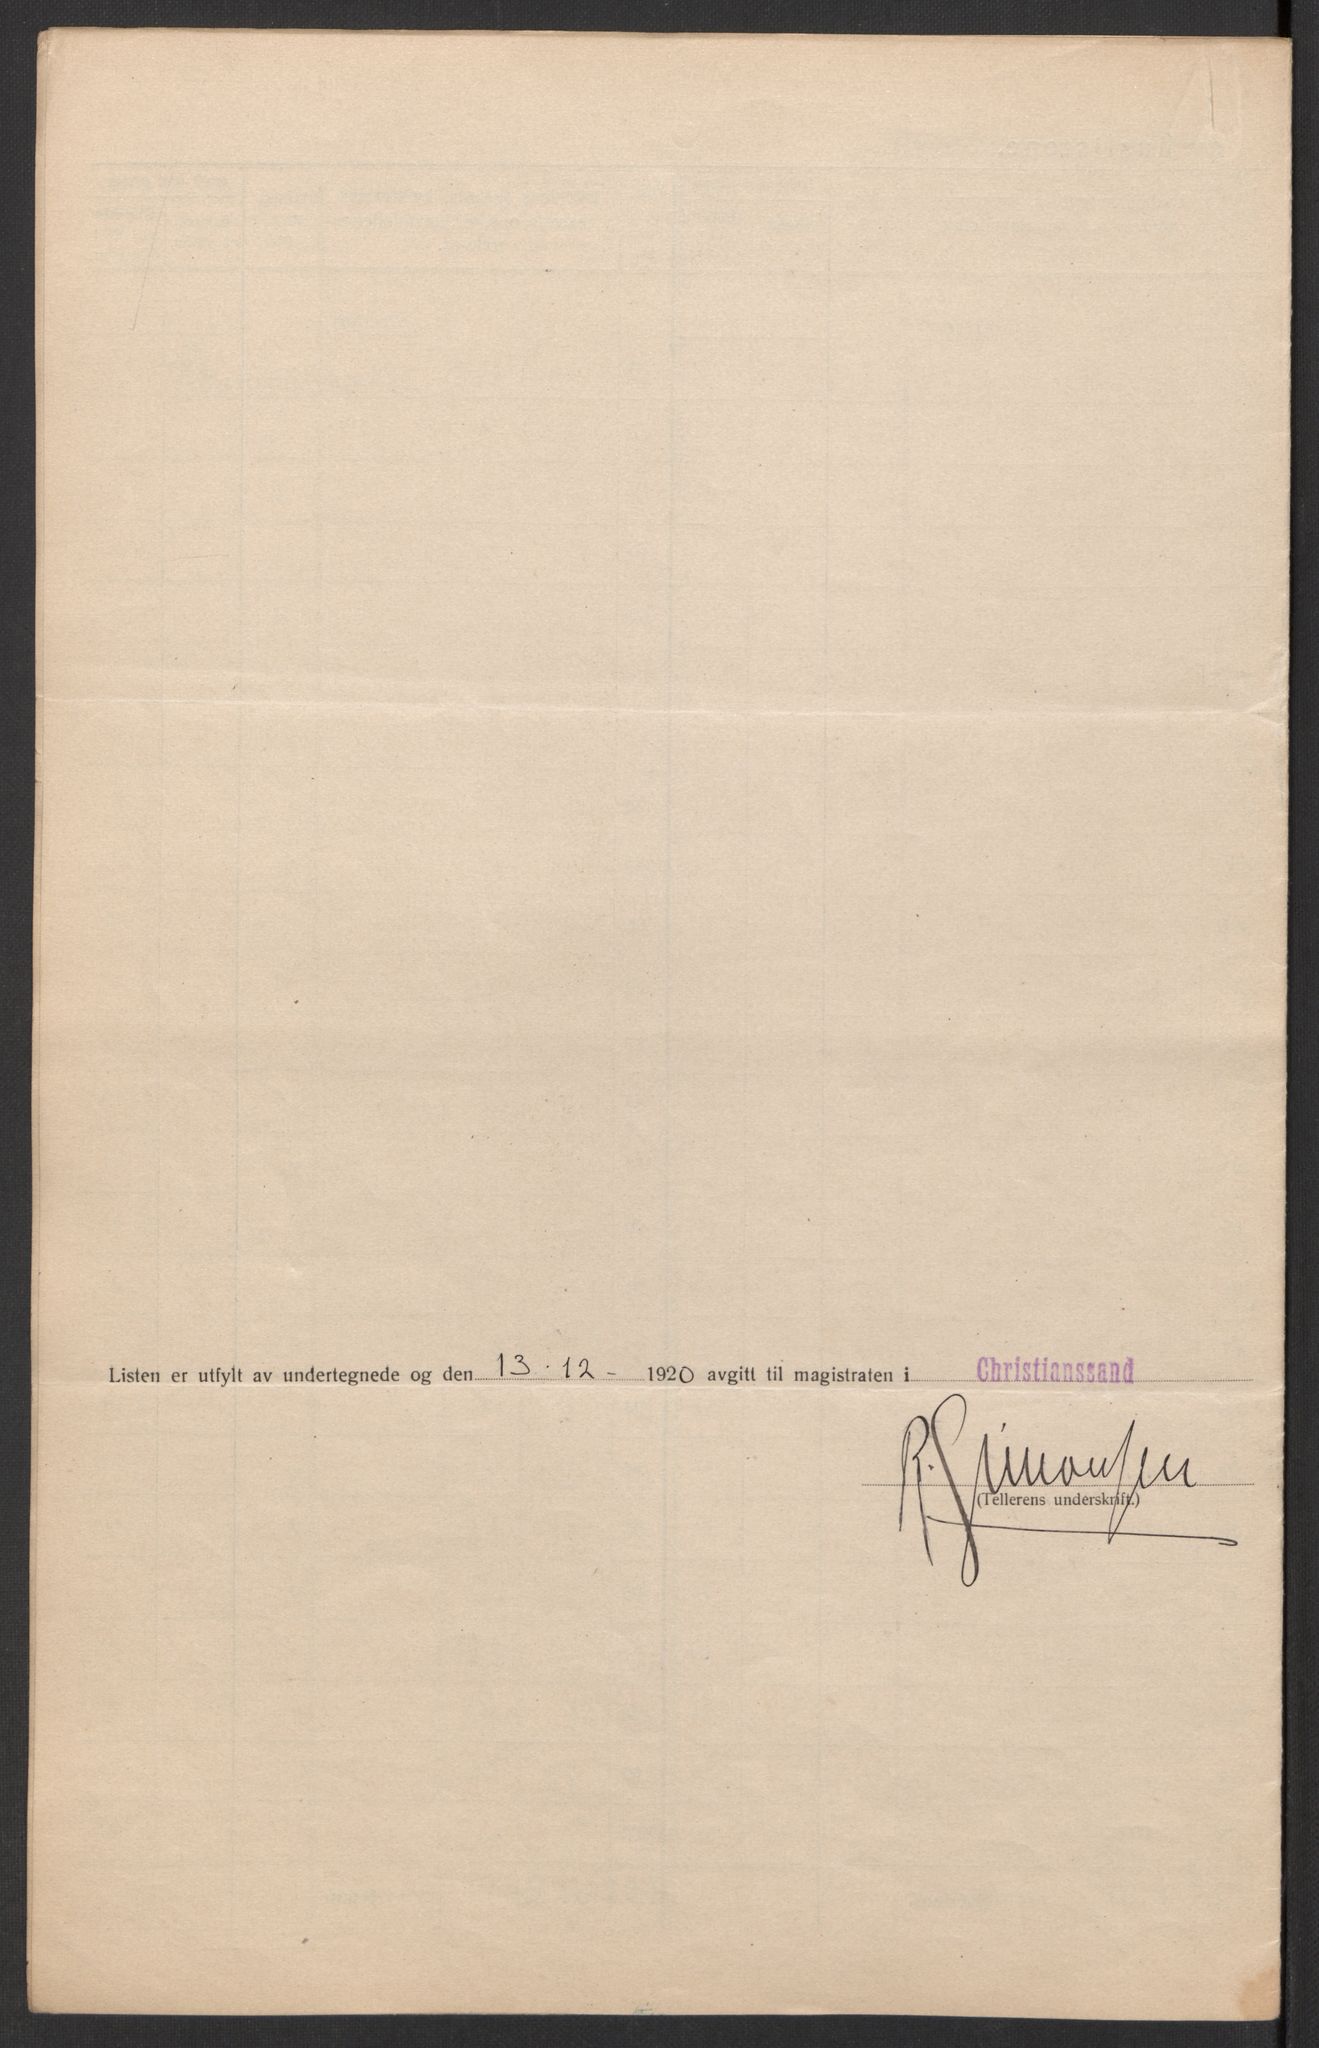 Listen er utfylt av undertegnede og den 13. 12 - 1920 avgitt til magistraten i Christianssand
R. Simonsen
(Tellerens underskrift.)